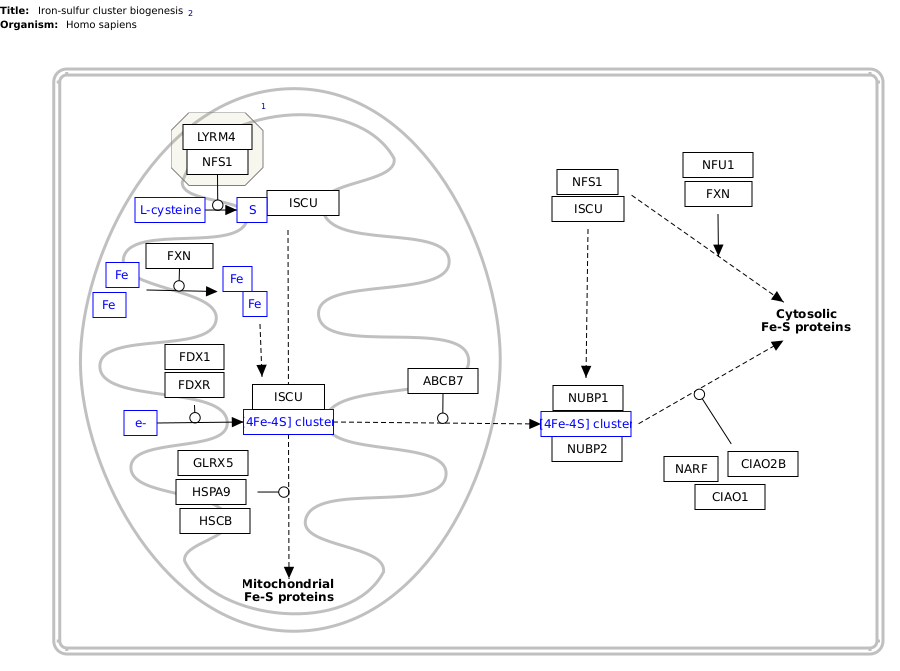 Title: Iron-sulfur cluster biogenesis 2
Organism: Homo sapiens
1
LYRM4
NFS1
L-cysteine
S
ISCU
FXN
Fe
Fe
Fe
Fe
FDX1
FDXR
ISCU
e-
4Fe-4S] cluster
ABCB7
GLRX5
HSPA9
HSCB
Mitochondrial
Fe-S proteins
NFS1
ISCU
NFU1
FXN
Cytosolic
Fe-S proteins
NUBP1
[4Fe-4S] cluster
NUBP2
NARF
CIAO2B
CIAO1